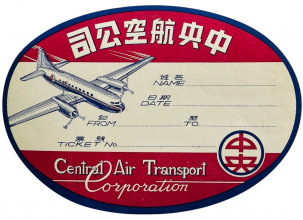 中央航空公司
姓名
NAME
日期
DATE
自 至
FROM TO
票號
TICKET No.
Central Air Transport
Corporation